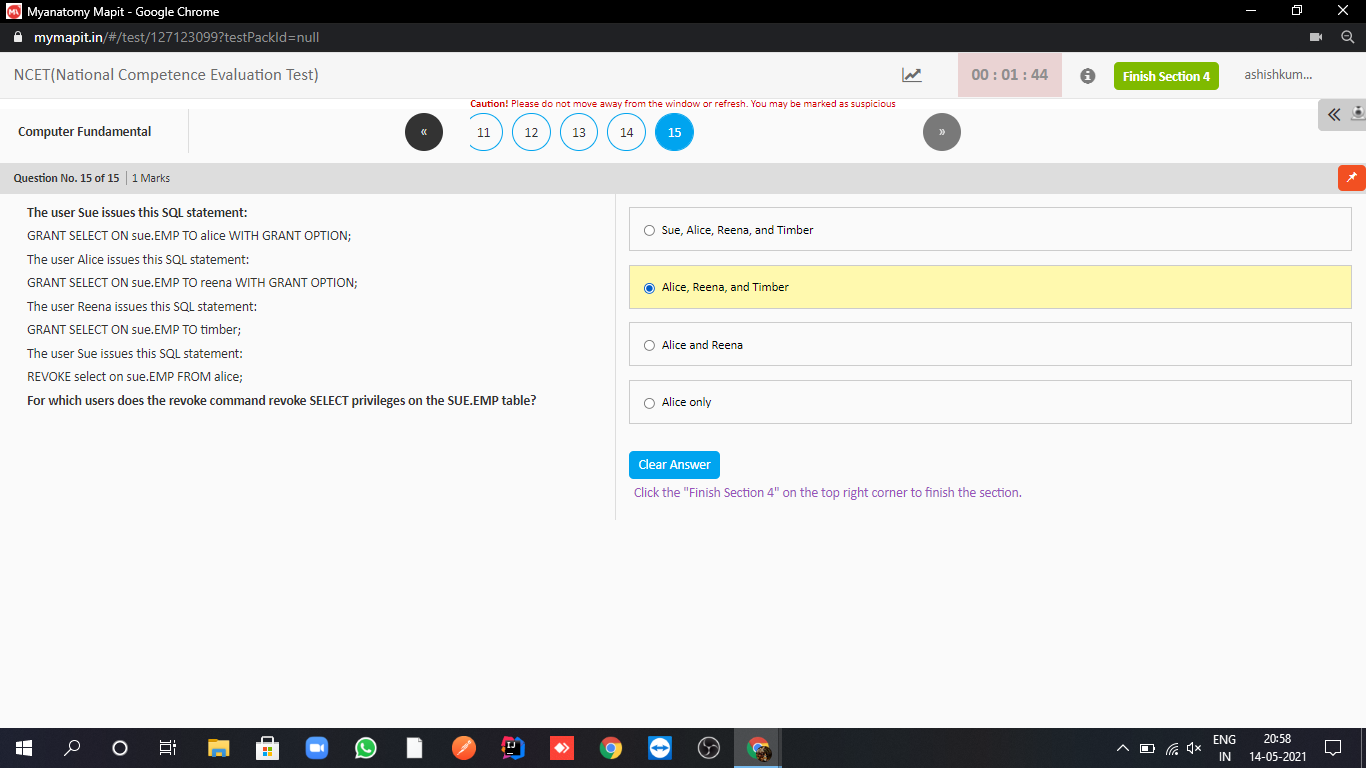 Myanatomy Mapit - Google Chrome
mymapit.in/#/test/127123099?testPackId=null
NCET(National Competence Evaluation Test)
00 : 01 : 44
Finish Section 4
ashishkum...
Caution! Please do not move away from the window or refresh. You may be marked as suspicious
Computer Fundamental
« 11 12 13 14 15 »
Question No. 15 of 15 | 1 Marks
The user Sue issues this SQL statement:
GRANT SELECT ON sue.EMP TO alice WITH GRANT OPTION;
The user Alice issues this SQL statement:
GRANT SELECT ON sue.EMP TO reena WITH GRANT OPTION;
The user Reena issues this SQL statement:
GRANT SELECT ON sue.EMP TO timber;
The user Sue issues this SQL statement:
REVOKE select on sue.EMP FROM alice;
For which users does the revoke command revoke SELECT privileges on the SUE.EMP table?
Sue, Alice, Reena, and Timber
Alice, Reena, and Timber
Alice and Reena
Alice only
Clear Answer
Click the "Finish Section 4" on the top right corner to finish the section.
ENG
IN
20:58
14-05-2021